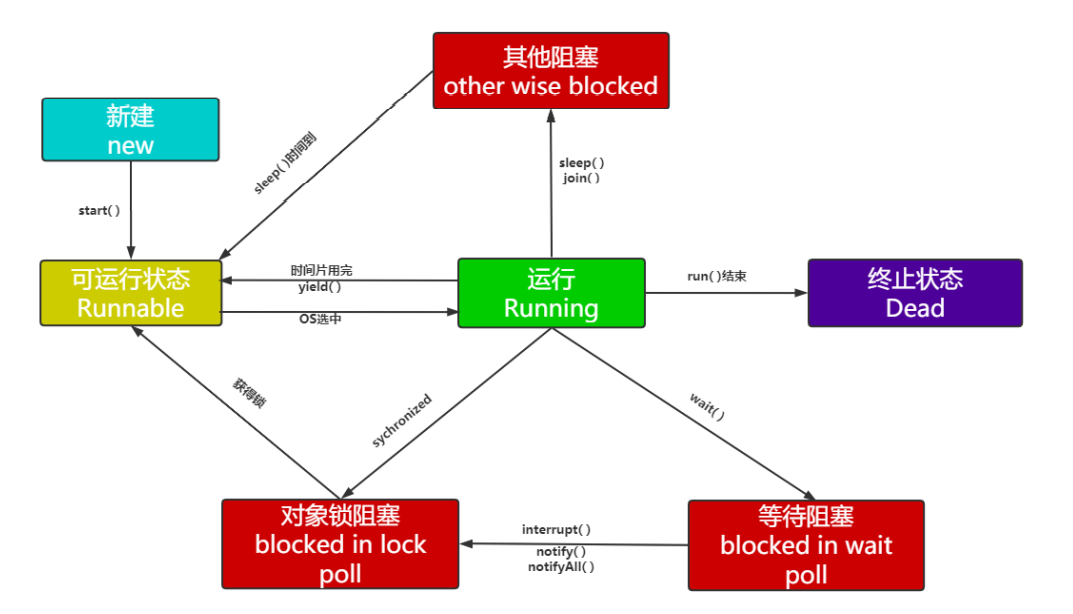 其他阻塞
other wise blocked
新建
new
sleep( )时间到
sleep( )
join( )
start( )
可运行状态
Runnable
时间片用完
yield( )
OS选中
运行
Running
run( )结束
终止状态
Dead
获得锁
sychronized
wait( )
对象锁阻塞
blocked in lock
poll
interrupt( )
notify( )
notifyAll( )
等待阻塞
blocked in wait
poll